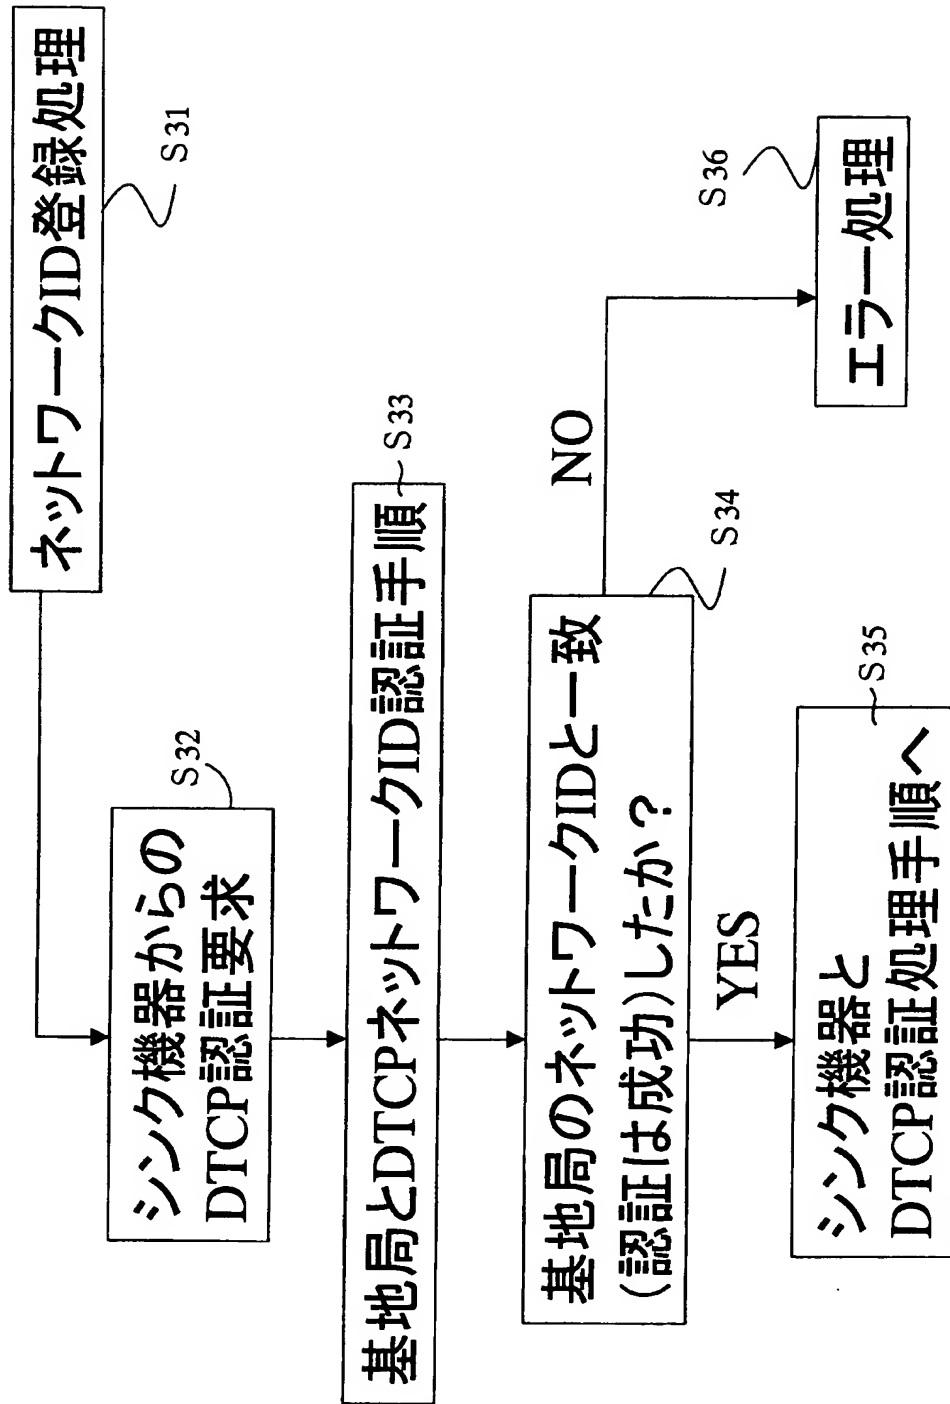 ネットワークID登録処理
S31
シンク機器からの
DTCP認証要求
S32
基地局とDTCPネットワークID認証手順
S33
基地局のネットワークIDと一致
(認証は成功)したか?
S34
NO
エラー処理
S36
YES
シンク機器と
DTCP認証処理手順へ
S35